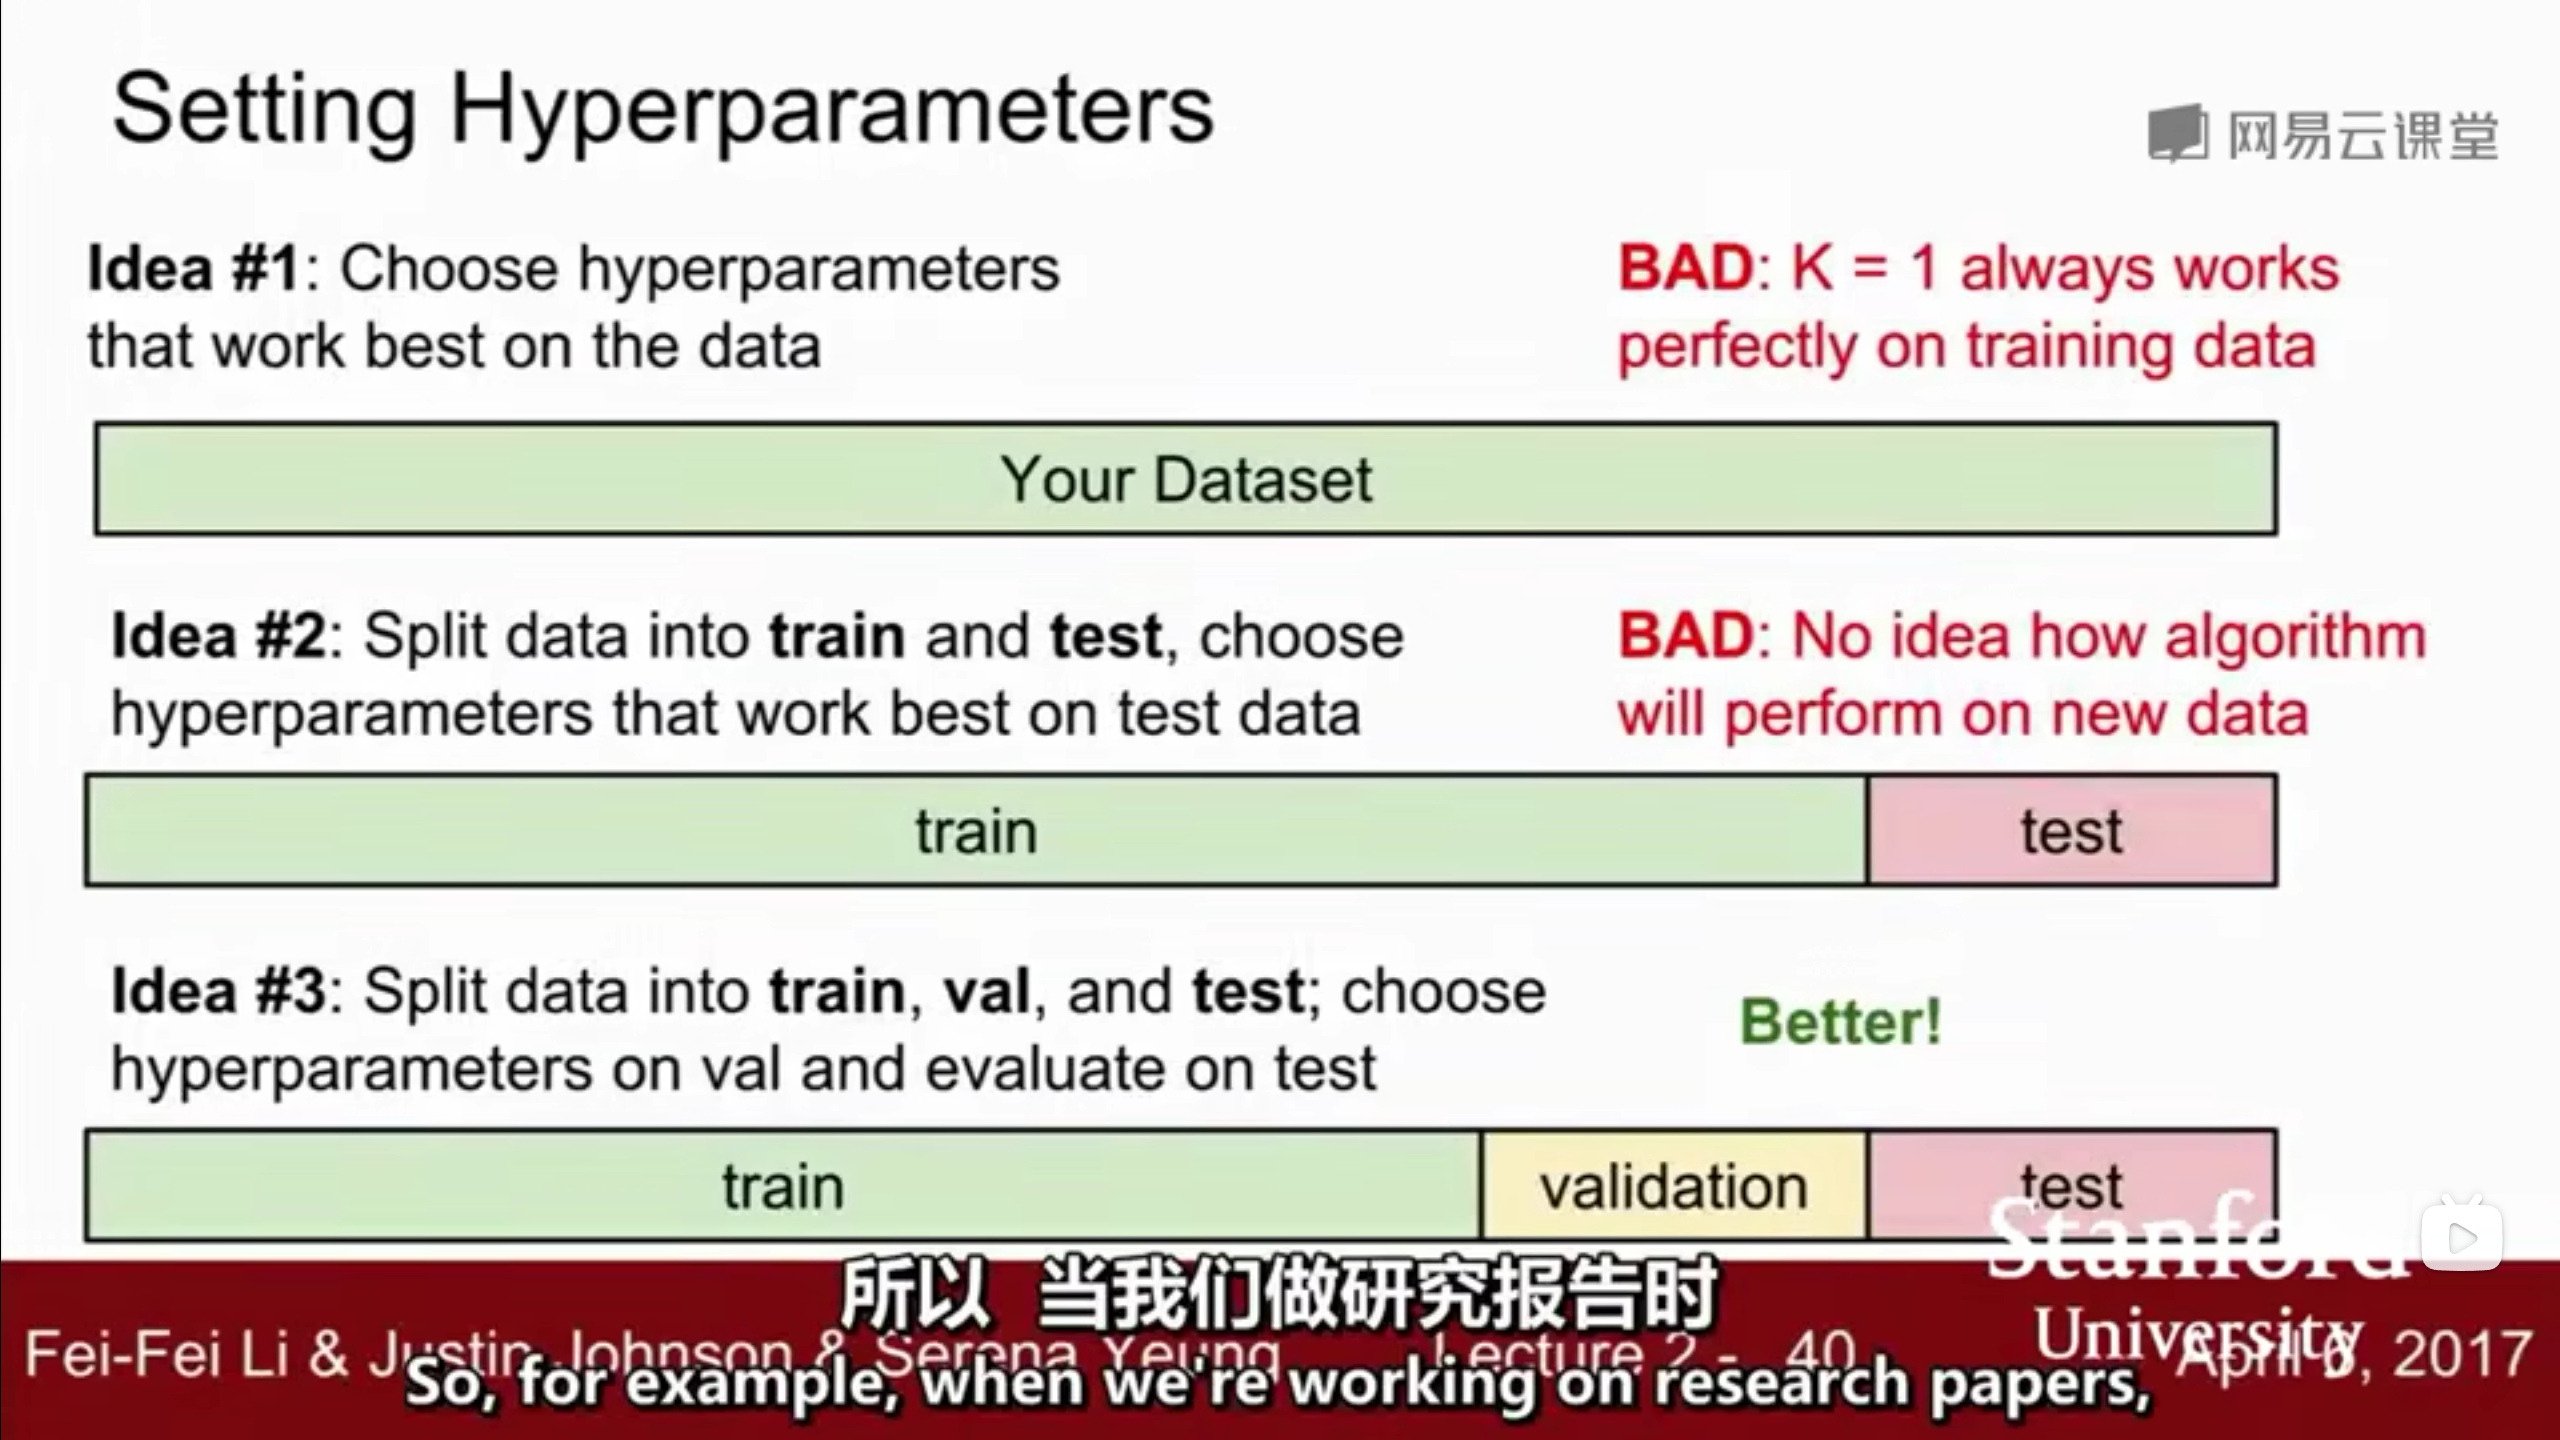 Setting Hyperparameters
网易云课堂
Idea #1: Choose hyperparameters
that work best on the data
BAD: K = 1 always works
perfectly on training data
Your Dataset
Idea #2: Split data into train and test, choose
hyperparameters that work best on test data
BAD: No idea how algorithm
will perform on new data
train
test
Idea #3: Split data into train, val, and test; choose
hyperparameters on val and evaluate on test
Better!
train
validation
test
Stanford
University
所以 当我们做研究报告时
Fei-Fei Li & Justin Johnson & Serena Yeung
Lecture 2 - 40
April 6, 2017
So, for example, when we're working on research papers,